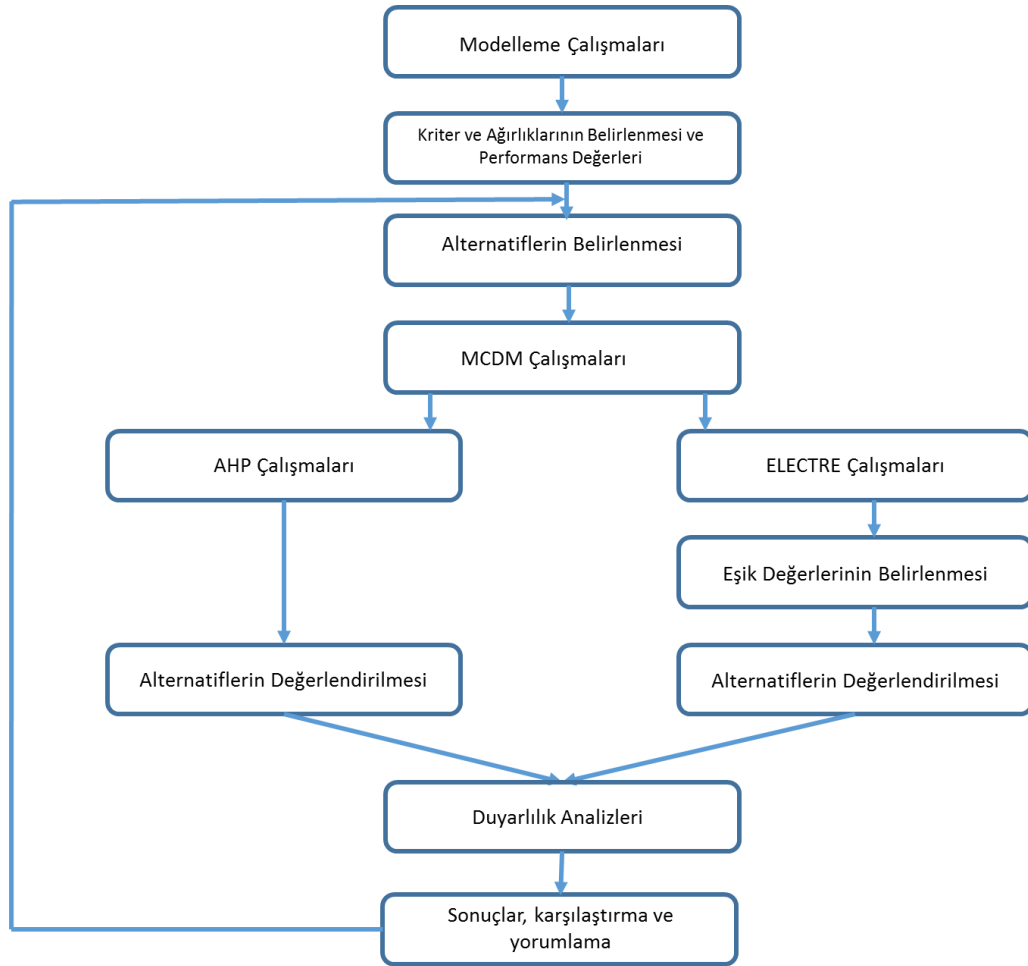 Modelleme Çalışmaları
Kriter ve Ağırlıklarının Belirlenmesi ve
Performans Değerleri
Alternatiflerin Belirlenmesi
MCDM Çalışmaları
AHP Çalışmaları
ELECTRE Çalışmaları
Eşik Değerlerinin Belirlenmesi
Alternatiflerin Değerlendirilmesi
Alternatiflerin Değerlendirilmesi
Duyarlılık Analizleri
Sonuçlar, karşılaştırma ve
yorumlama